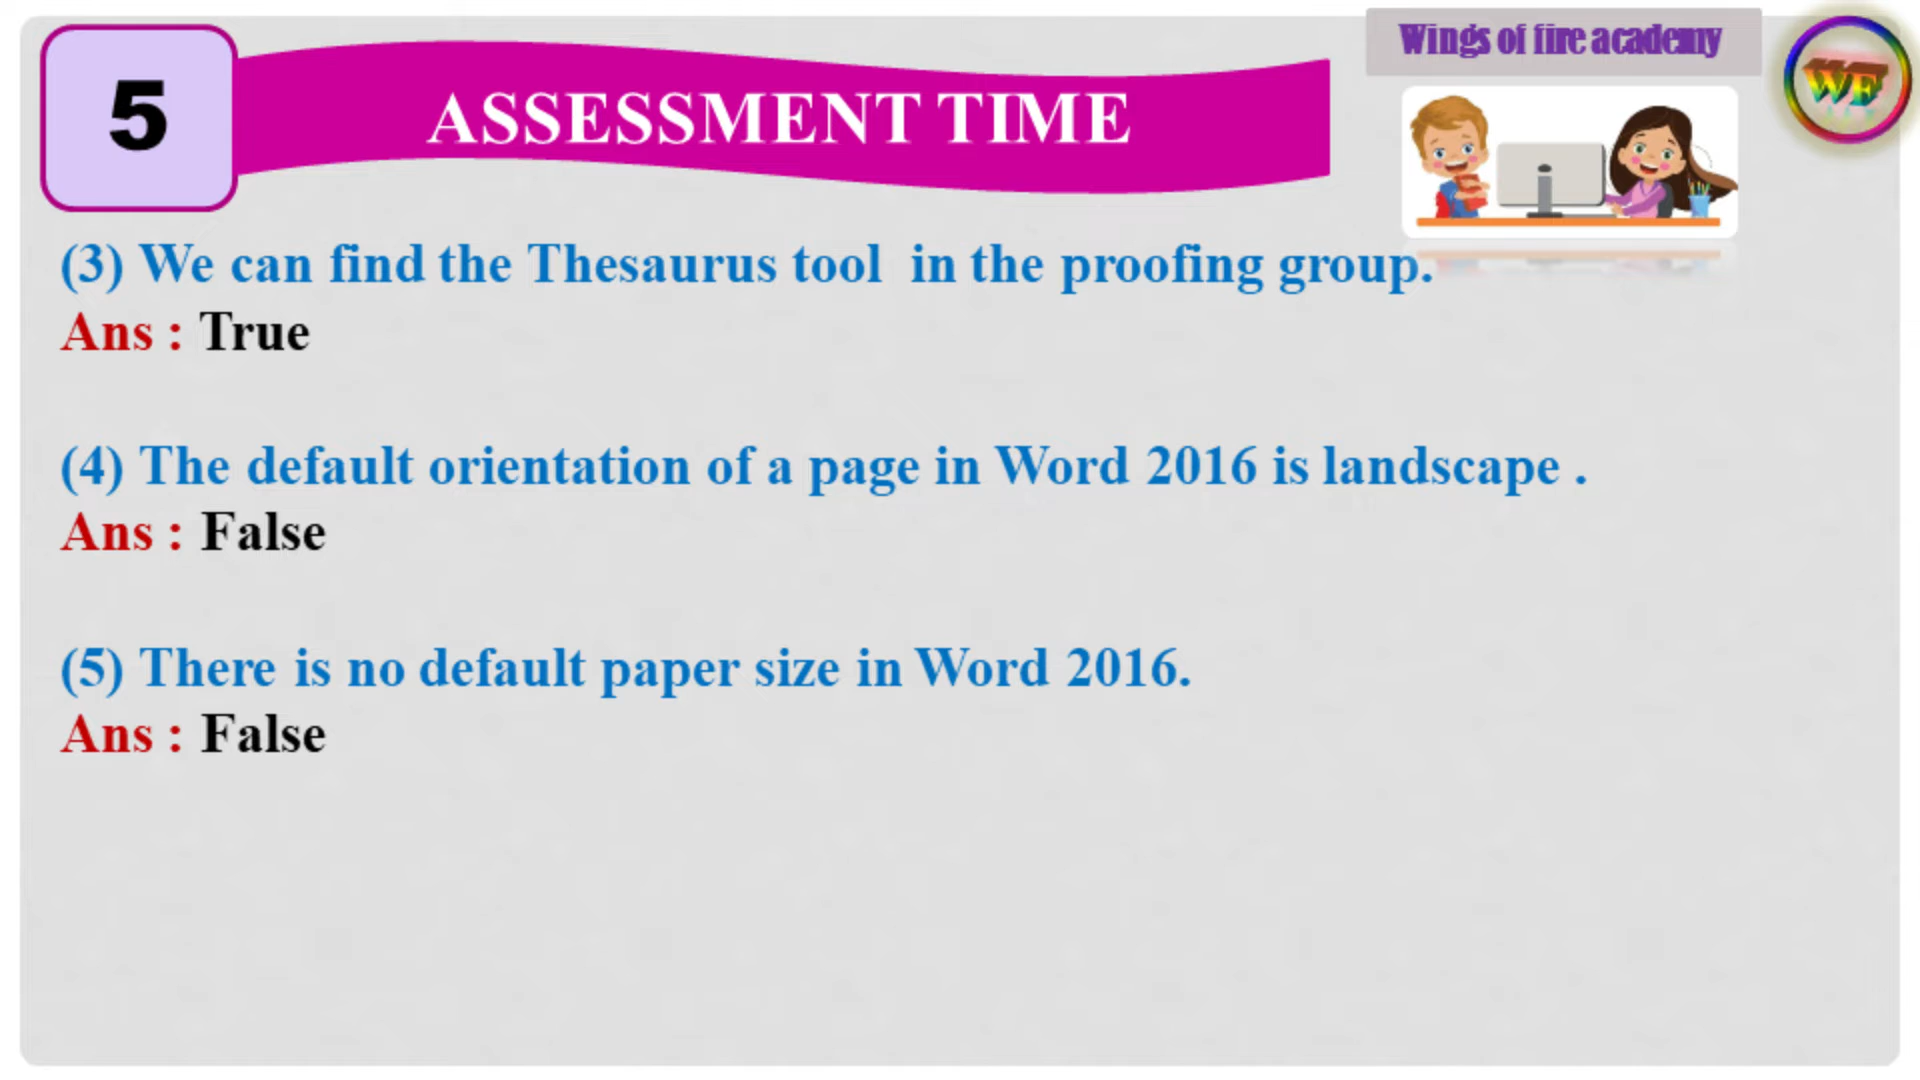 5
ASSESSMENT TIME
Wings of fire academy
WE
(3) We can find the Thesaurus tool in the proofing group.
Ans : True
(4) The default orientation of a page in Word 2016 is landscape .
Ans : False
(5) There is no default paper size in Word 2016.
Ans : False